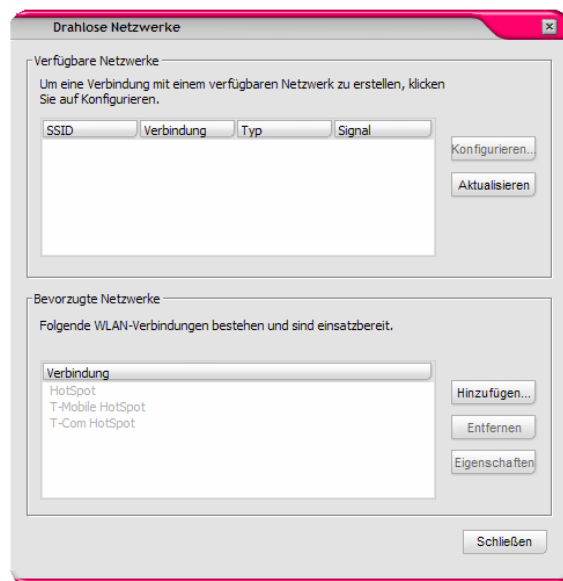 Drahlose Netzwerke
Verfügbare Netzwerke
Um eine Verbindung mit einem verfügbaren Netzwerk zu erstellen, klicken
Sie auf Konfigurieren.
SSID Verbindung Typ Signal
Konfigurieren...
Aktualisieren
Bevorzugte Netzwerke
Folgende WLAN-Verbindungen bestehen und sind einsatzbereit.
Verbindung
HotSpot
T-Mobile HotSpot
T-Com HotSpot
Hinzufügen...
Entfernen
Eigenschaften
Schließen